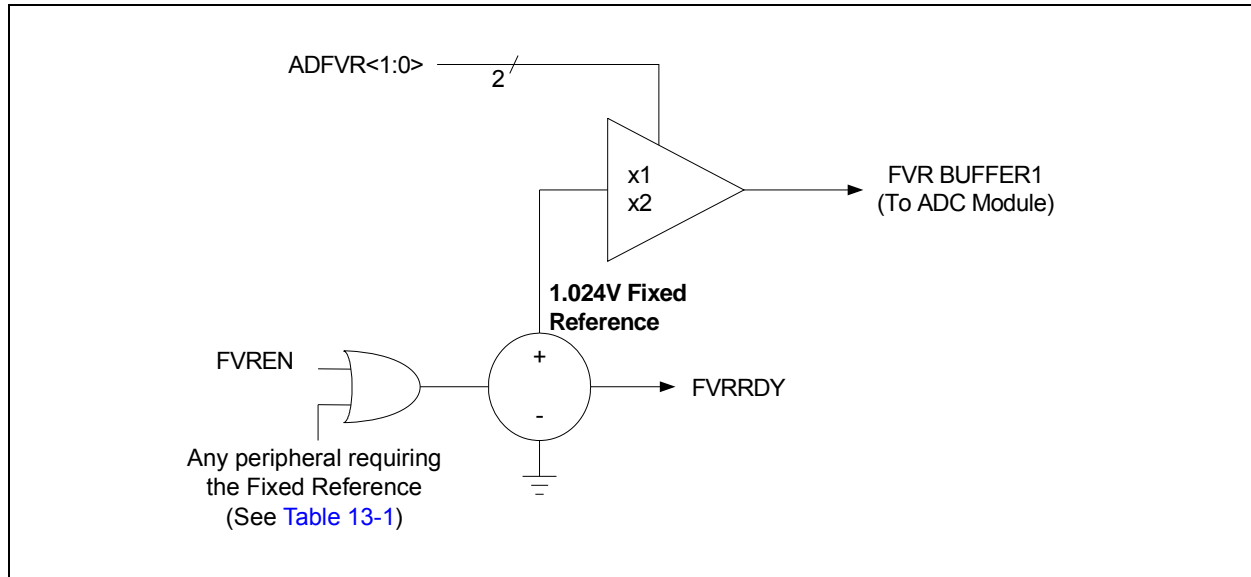 ADFVR<1:0>
2
x1
x2
FVR BUFFER1
(To ADC Module)
1.024V Fixed
Reference
+
FVREN
FVRRDY
-
Any peripheral requiring
the Fixed Reference
(See Table 13-1)